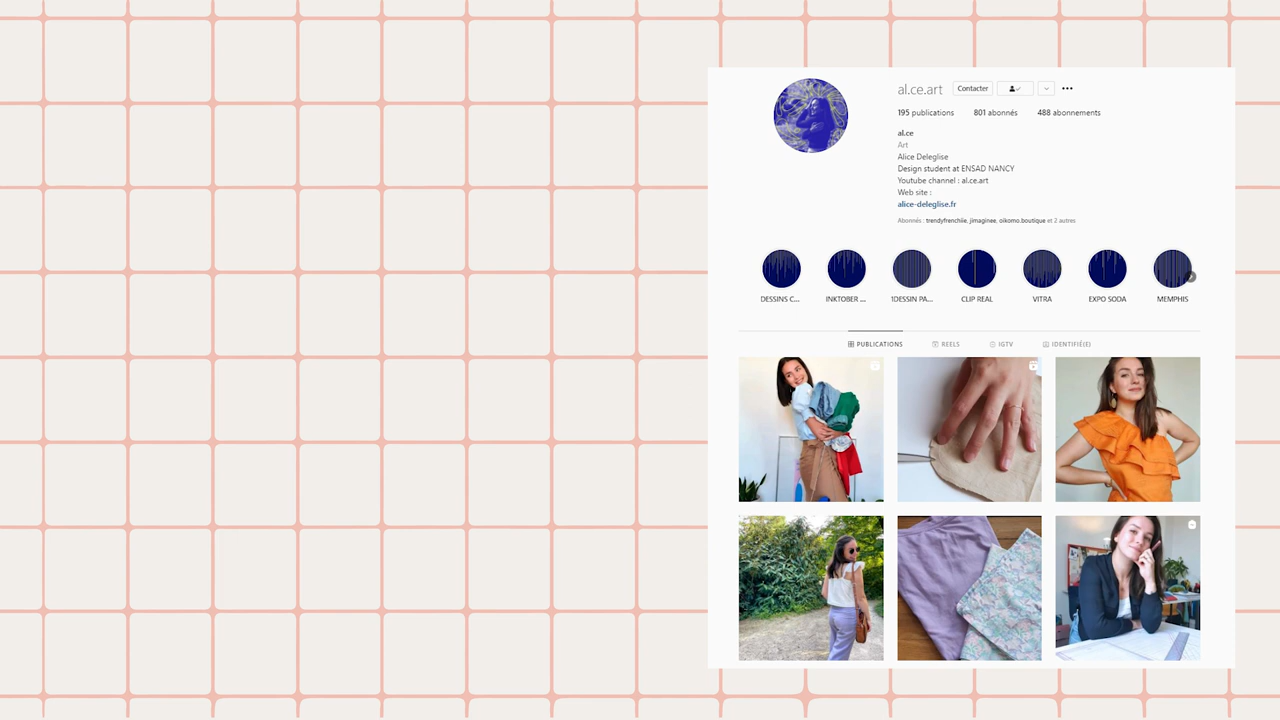 al.ce.art Contacter
195 publications 801 abonnés 488 abonnements
al.ce
Art
Alice Deleglise
Design student at ENSAD NANCY
Youtube channel : al.ce.art
Web site :
alice-deleglise.fr
Abonnés : trendyfrenchiie, jimaginee, oikomo.boutique et 2 autres
DESSINS C... INKTOBER ... 1DESSIN PA... CLIP REAL VITRA EXPO SODA MEMPHIS
PUBLICATIONS REELS IGTV IDENTIFIÉ(E)